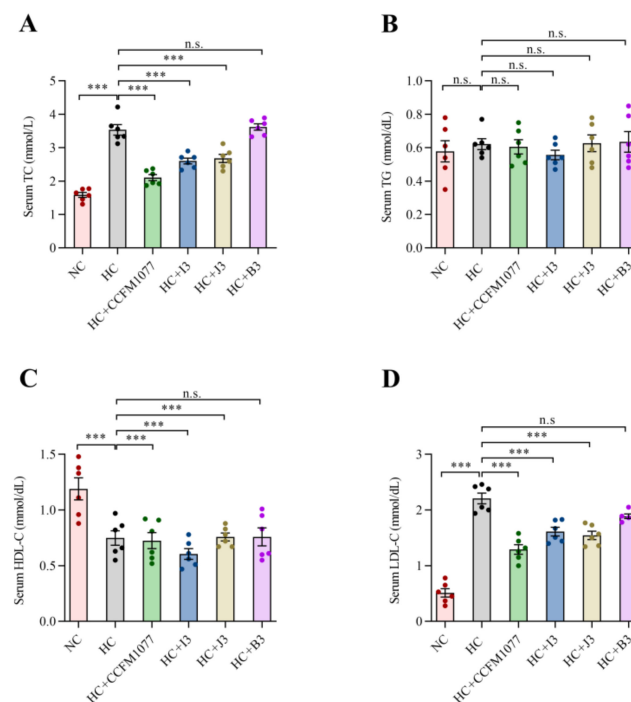 A
n.s.
***
***
*** ***
5
4
3
2
1
0
Serum TC (mmol/L)
NC
HC
HC+CCFM1077
HC+I3
HC+J3
HC+B3
B
n.s.
n.s.
n.s.
n.s. n.s.
1.0
0.8
0.6
0.4
0.2
0.0
Serum TG (mmol/dL)
NC
HC
HC+CCFM1077
HC+I3
HC+J3
HC+B3
C
n.s.
***
***
*** ***
1.5
1.0
0.5
0.0
Serum HDL-C (mmol/dL)
NC
HC
HC+CCFM1077
HC+I3
HC+J3
HC+B3
D
n.s
***
***
*** ***
3
2
1
0
Serum LDL-C (mmol/dL)
NC
HC
HC+CCFM1077
HC+I3
HC+J3
HC+B3